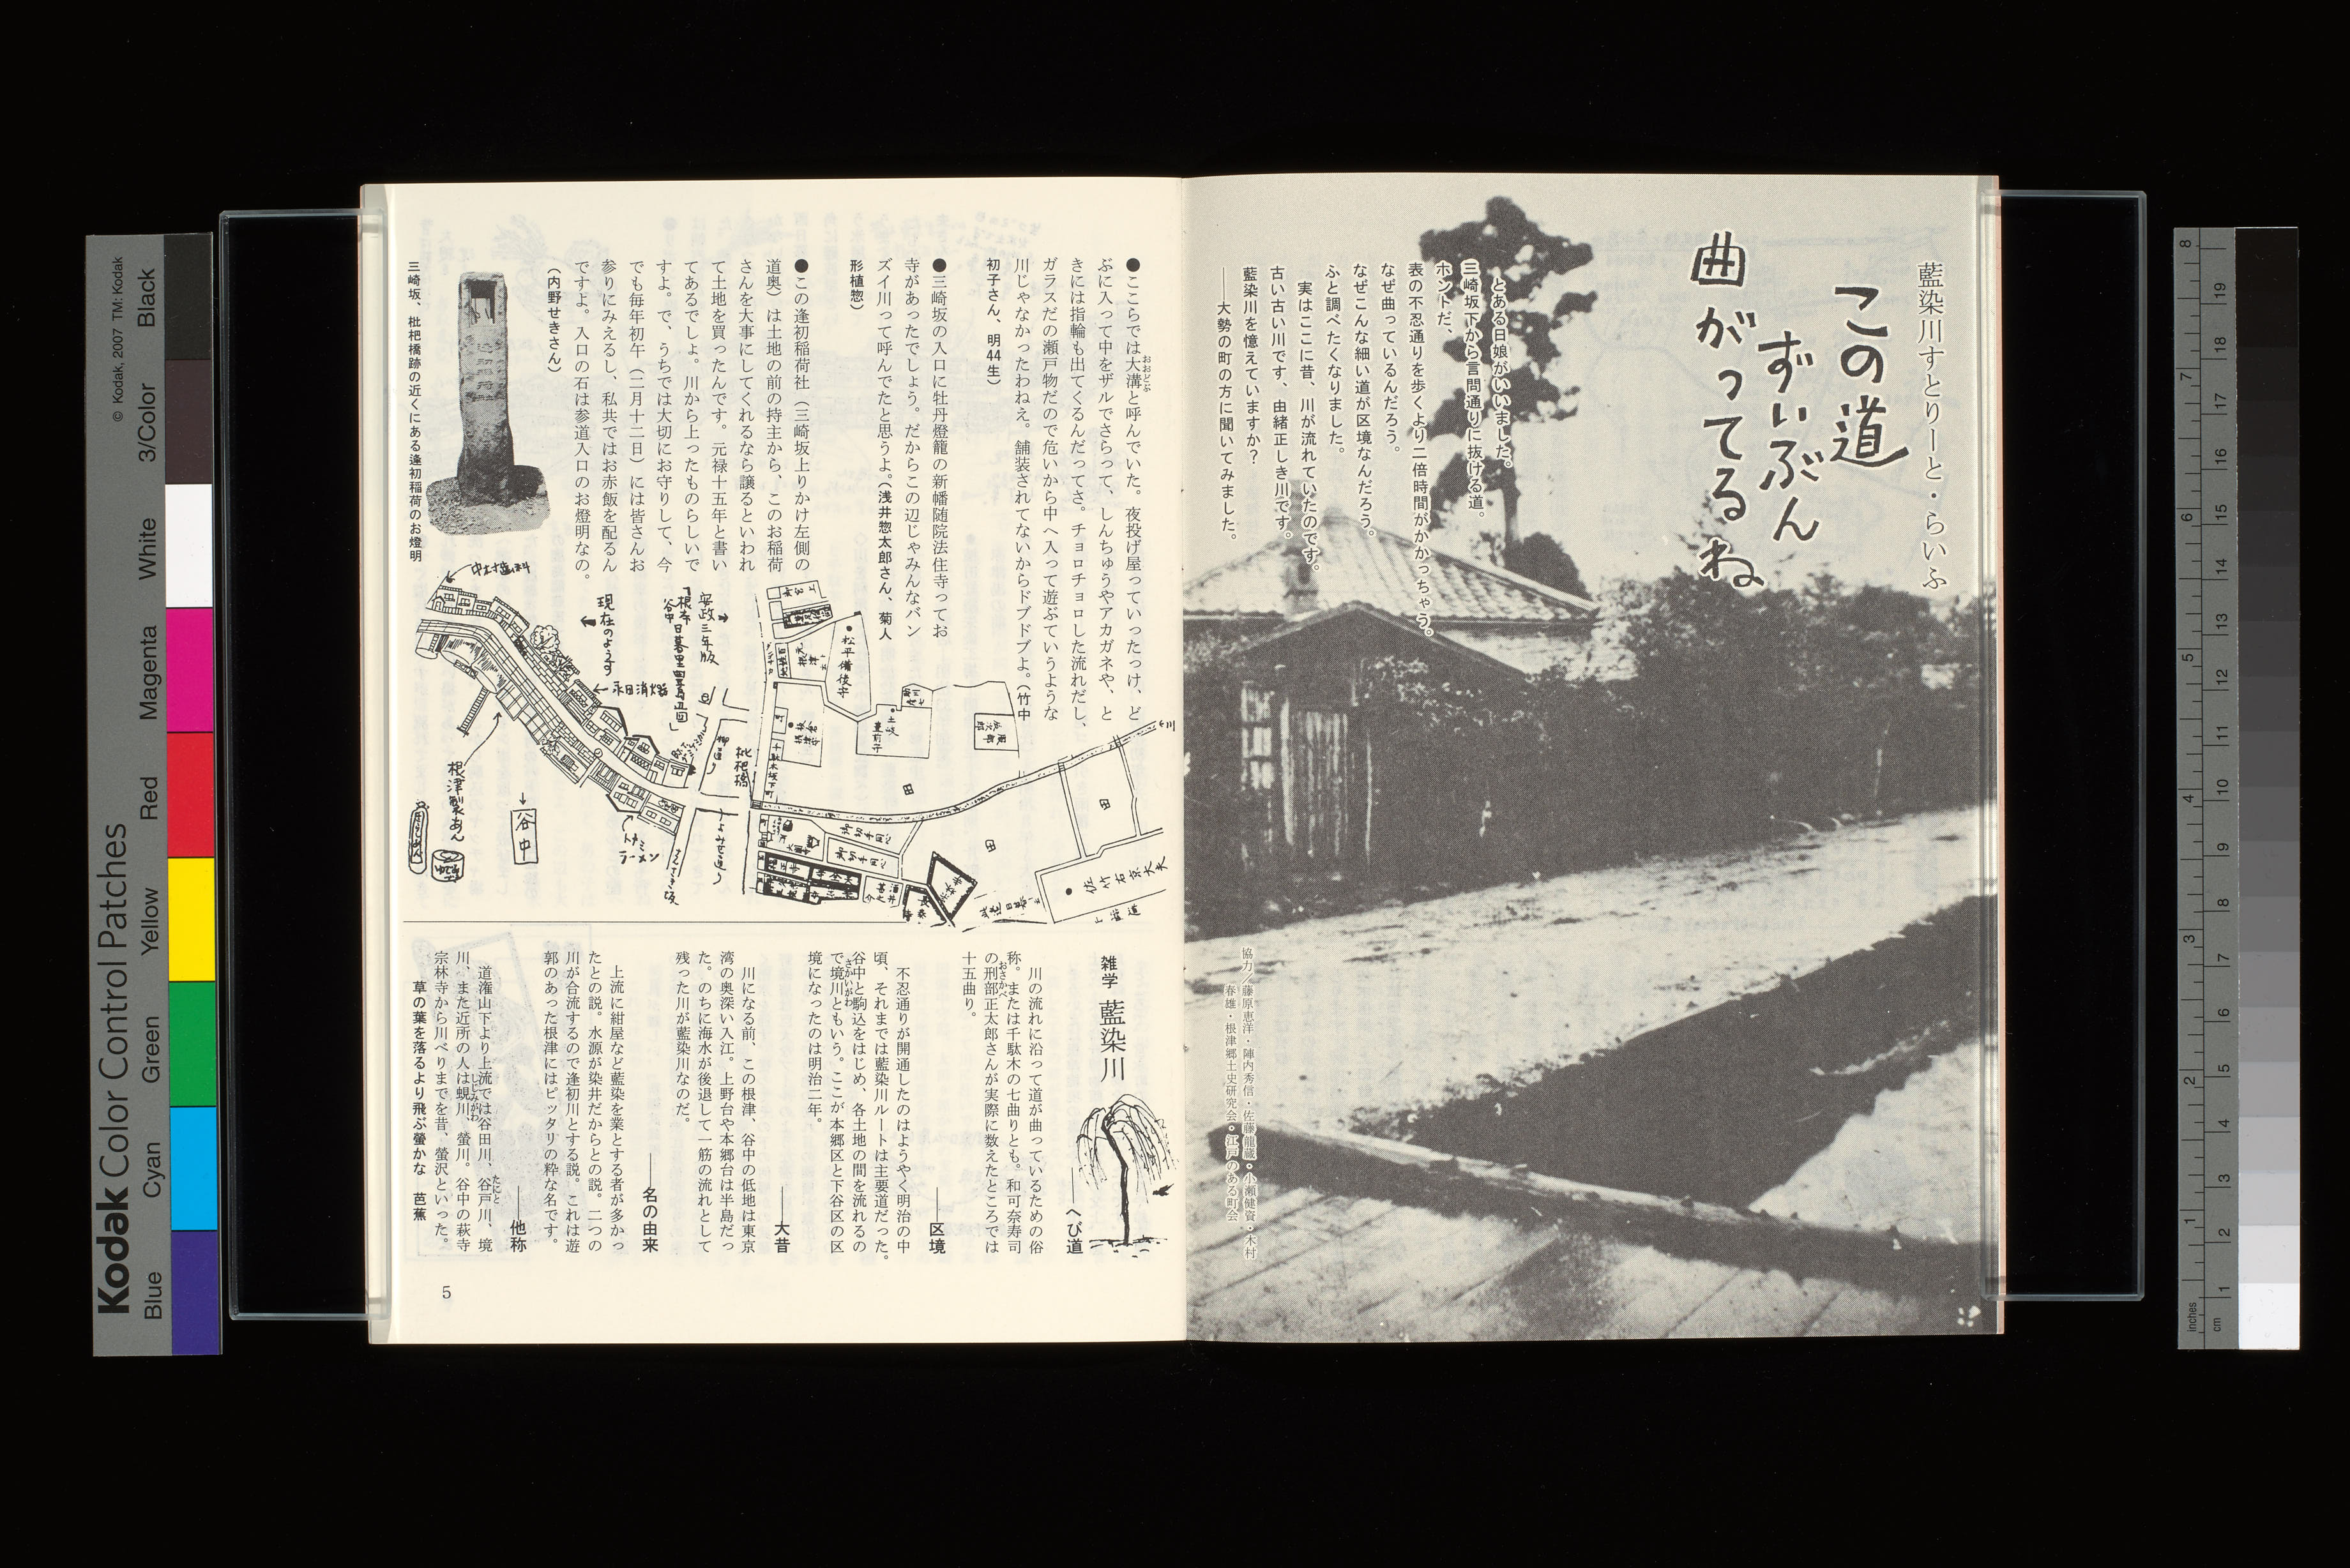 藍染川すとりーと・らいふ
この道
ずいぶん
曲がってるね
とある日娘がいいました。
三崎坂下から言問通りに抜ける道。
ホントだ、
表の不忍通りを歩くより二倍時間がかかっちゃう。
なぜ曲っているんだろう。
なぜこんな細い道が区境なんだろう。
ふと調べたくなりました。
実はここに昔、川が流れていたのです。
古い古い川です、由緒正しき川です。
藍染川を憶えていますか?
――大勢の町の方に聞いてみました。
協力/藤原恵洋・陣内秀信・佐藤龍蔵・小瀬健資・木村
春雄・根津郷土史研究会・江戸のある町会
●ここらでは大溝と呼んでいた。夜投げ屋っていったっけ、ど
おおどぶ
ぶに入って中をザルでさらって、しんちゅうやアカガネや、と
きには指輪も出てくるんだってさ。チョロチョロした流れだし、
ガラスだの瀬戸物だので危いから中へ入って遊ぶていうような
川じゃなかったわねえ。舗装されてないからドブドブよ。(竹中
初子さん、明44生)
●三崎坂の入口に牡丹燈籠の新幡随院法住寺ってお
寺があったでしょう。だからこの辺じゃみんなバン
ズイ川って呼んでたと思うよ。(浅井惣太郎さん、菊人
形植惣)
●この逢初稲荷社(三崎坂上りかけ左側の
道奥)は土地の前の持主から、このお稲荷
さんを大事にしてくれるなら譲るといわれ
て土地を買ったんです。元禄十五年と書い
てあるでしょ。川から上ったものらしいで
すよ。で、うちでは大切にお守りして、今
でも毎年初午(二月十二日)には皆さんお
参りにみえるし、私共ではお赤飯を配るん
ですよ。入口の石は参道入口のお燈明なの。
(内野せきさん)
三崎坂、枇杷橋跡の近くにある逢初稲荷のお燈明
安政三年版
「根津
谷中
日暮里豊島辺図」
現在のようす
中村歯科
永田消燈
根津製あん
谷中
トナミ
ラーメン
さんさき坂
よみせ通り
枇杷橋
松平備後守
土岐
豊前子
田
田
田
川
佐竹右京大夫
道灌山
雑学 藍染川
――へび道
川の流れに沿って道が曲っているための俗
称。または千駄木の七曲りとも。和可奈寿司
の刑部正太郎さんが実際に数えたところでは
おさかべ
十五曲り。
――区境
不忍通りが開通したのはようやく明治の中
頃、それまでは藍染川ルートは主要道だった。
谷中と駒込をはじめ、各土地の間を流れるの
で境川ともいう。ここが本郷区と下谷区の区
さかいがわ
境になったのは明治二年。
――大昔
川になる前、この根津、谷中の低地は東京
湾の奥深い入江。上野台や本郷台は半島だっ
た。のちに海水が後退して一筋の流れとして
残った川が藍染川なのだ。
――名の由来
上流に紺屋など藍染を業とする者が多かっ
たとの説。水源が染井だからとの説。二つの
川が合流するので逢初川とする説。これは遊
郭のあった根津にはピッタリの粋な名です。
――他称
道潅山下より上流では谷田川、谷戸川、境
たにと
川、また近所の人は蜆川、螢川。谷中の萩寺
しじみがわ
宗林寺から川べりまでを昔、螢沢といった。
草の葉を落るより飛ぶ螢かな 芭蕉
5
Kodak Color Control Patches
© Kodak, 2007 TM: Kodak
Blue
Cyan
Green
Yellow
Red
Magenta
White
3/Color
Black
inches
cm
1 2 3 4 5 6 7 8
1 2 3 4 5 6 7 8 9 10 11 12 13 14 15 16 17 18 19